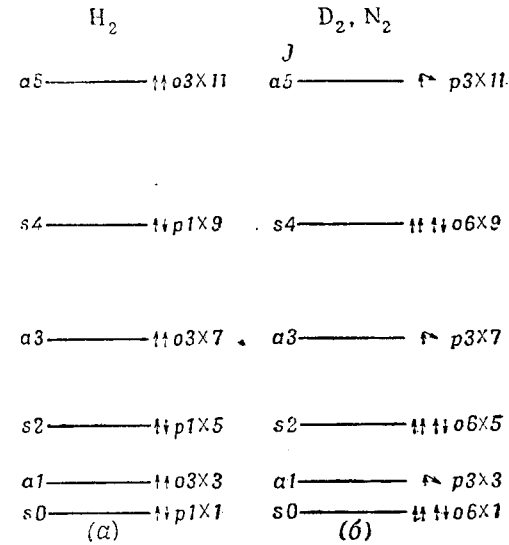 H₂ D₂, N₂
J
a5 ↑↑ o3×11 a5 p3×11
s4 ↑↓ p1×9 s4 ↑↑ ↑↓ o6×9
a3 ↑↑ o3×7 a3 p3×7
s2 ↑↓ p1×5 s2 ↑↑ ↑↓ o6×5
a1 ↑↑ o3×3 a1 p3×3
s0 ↑↓ p1×1 s0 ↑↑ ↑↓ o6×1
(а) (б)